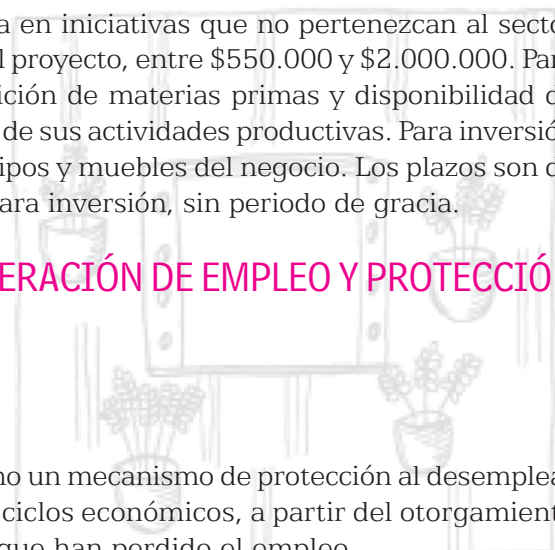 a en iniciativas que no pertenezcan al secto
l proyecto, entre $550.000 y $2.000.000. Par
ición de materias primas y disponibilidad d
de sus actividades productivas. Para inversió
ipos y muebles del negocio. Los plazos son d
ara inversión, sin periodo de gracia.
ERACIÓN DE EMPLEO Y PROTECCIÓ
no un mecanismo de protección al desemplea
ciclos económicos, a partir del otorgamient
que han perdido el empleo